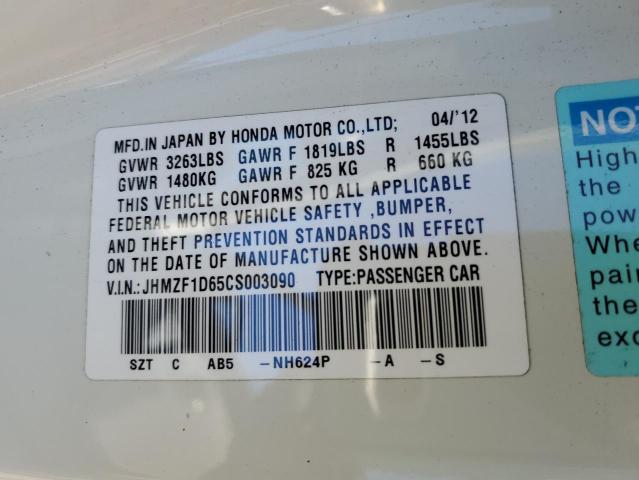 MFD.IN JAPAN BY HONDA MOTOR CO.,LTD; 04/'12
GVWR 3263LBS GAWR F 1819LBS R 1455LBS
GVWR 1480KG GAWR F 825 KG R 660 KG
THIS VEHICLE CONFORMS TO ALL APPLICABLE
FEDERAL MOTOR VEHICLE SAFETY ,BUMPER,
AND THEFT PREVENTION STANDARDS IN EFFECT
ON THE DATE OF MANUFACTURE SHOWN ABOVE.
V.I.N.:JHMZF1D65CS003090 TYPE:PASSENGER CAR
SZT C AB5 -NH624P -A -S
NO
High
the
pow
Whe
pain
the
exc